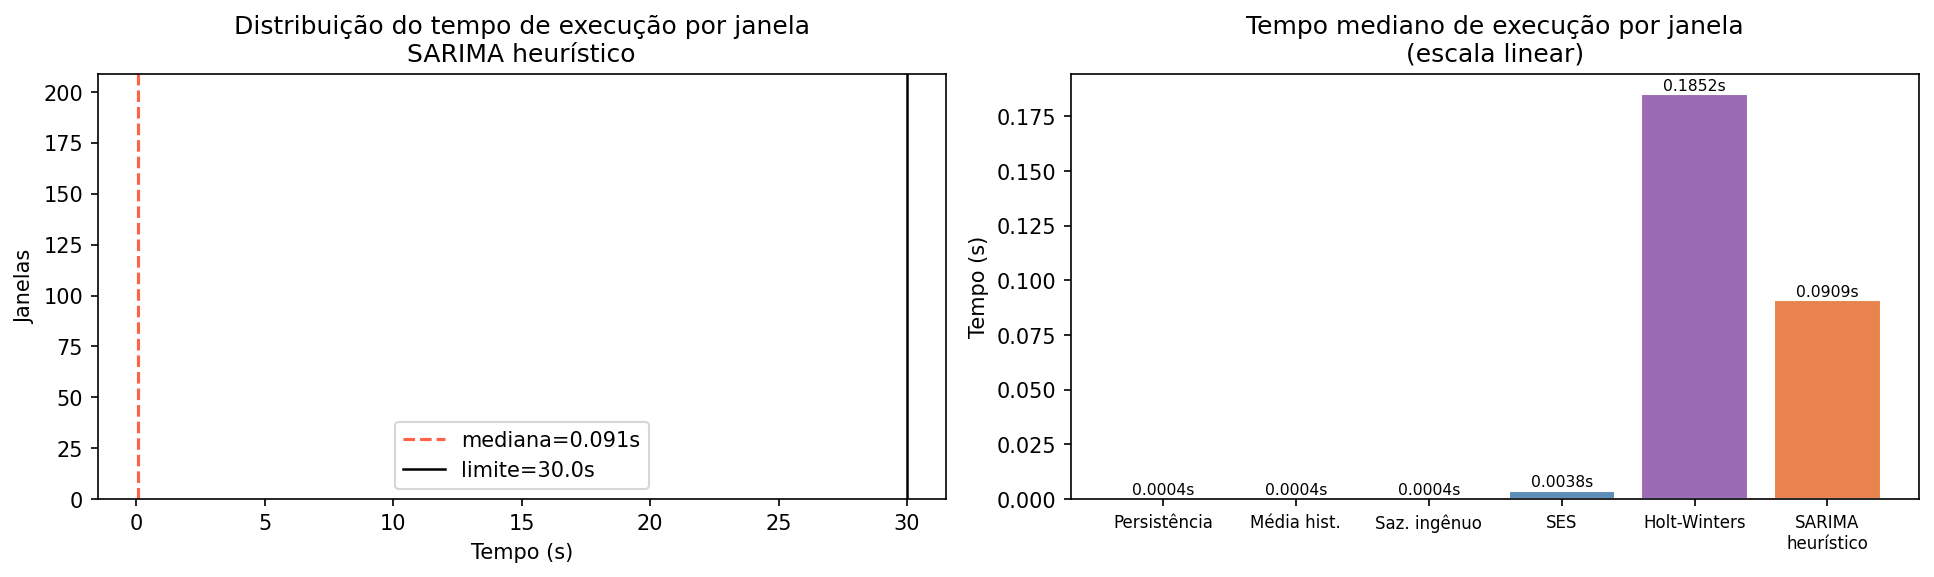 Distribuição do tempo de execução por janela
SARIMA heurístico
Janelas
200
175
150
125
100
75
50
25
0
mediana=0.091s
limite=30.0s
0 5 10 15 20 25 30
Tempo (s)
Tempo mediano de execução por janela
(escala linear)
Tempo (s)
0.175
0.150
0.125
0.100
0.075
0.050
0.025
0.000
0.0004s 0.0004s 0.0004s 0.0038s 0.1852s 0.0909s
Persistência Média hist. Saz. ingênuo SES Holt-Winters SARIMA
heurístico